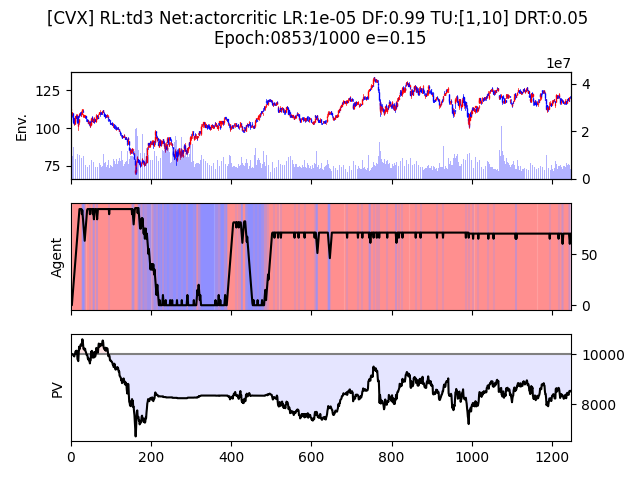 [CVX] RL:td3 Net:actorcritic LR:1e-05 DF:0.99 TU:[1,10] DRT:0.05
Epoch:0853/1000 e=0.15
1e7
125
100
75
Env.
4
2
0
Agent
50
0
PV
10000
8000
0
200
400
600
800
1000
1200